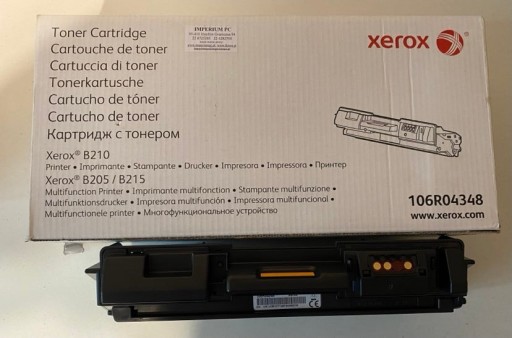 Toner Cartridge
Cartouche de toner
Cartuccia di toner
Tonerkartusche
Cartucho de tóner
Cartucho de toner
Картридж с тонером
IMPERIUM PC
xerox
Xerox® B210
Printer • Imprimante • Stampante • Drucker • Impresora • Impressora • Принтер
Xerox® B205 / B215
Multifunction Printer • Imprimante multifonction • Stampante multifunzione •
Multifunktionsdrucker • Impresora multifunción • Impressora multifuncional •
Multifunctionele printer • Многофункциональное устройство
106R04348
www.xerox.com
CE